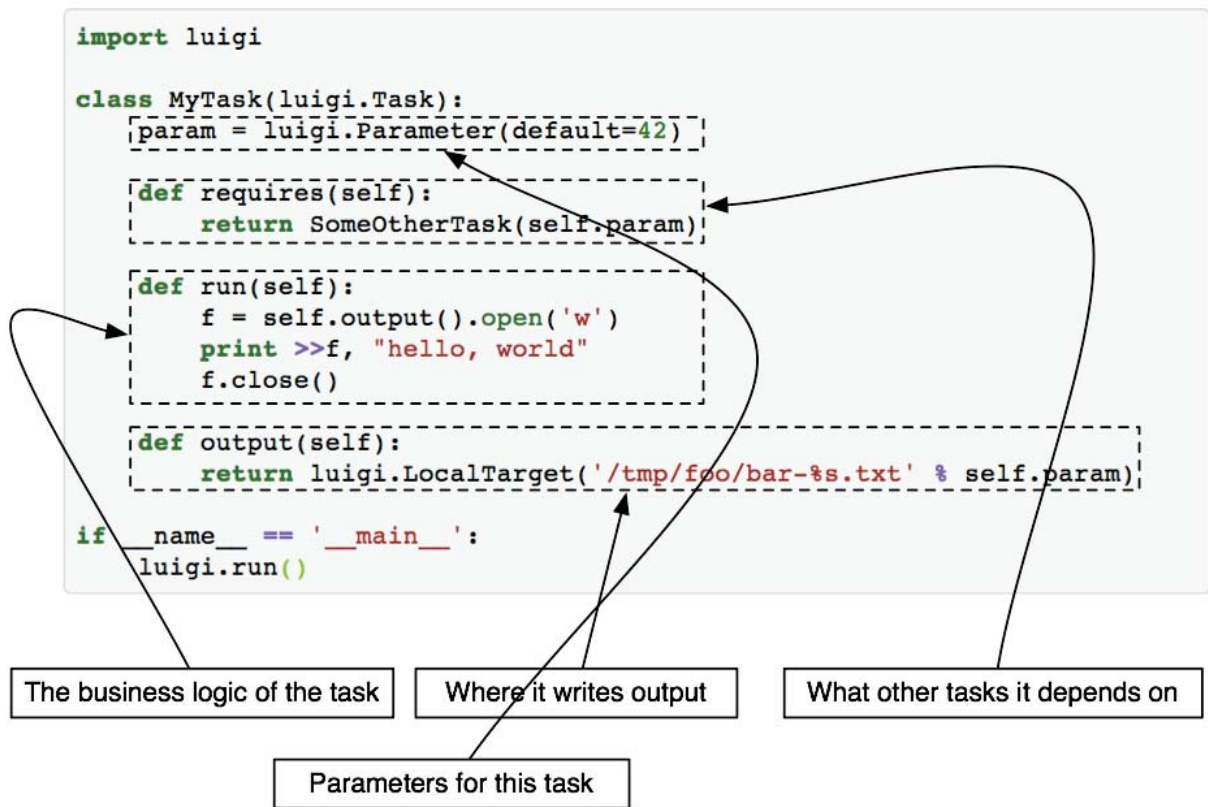 import luigi
class MyTask(luigi.Task):
param = luigi.Parameter(default=42)
def requires(self):
return SomeOtherTask(self.param)
def run(self):
f = self.output().open('w')
print >>f, "hello, world"
f.close()
def output(self):
return luigi.LocalTarget('/tmp/foo/bar-%s.txt' % self.param)
if __name__ == '__main__':
luigi.run()
The business logic of the task
Where it writes output
What other tasks it depends on
Parameters for this task